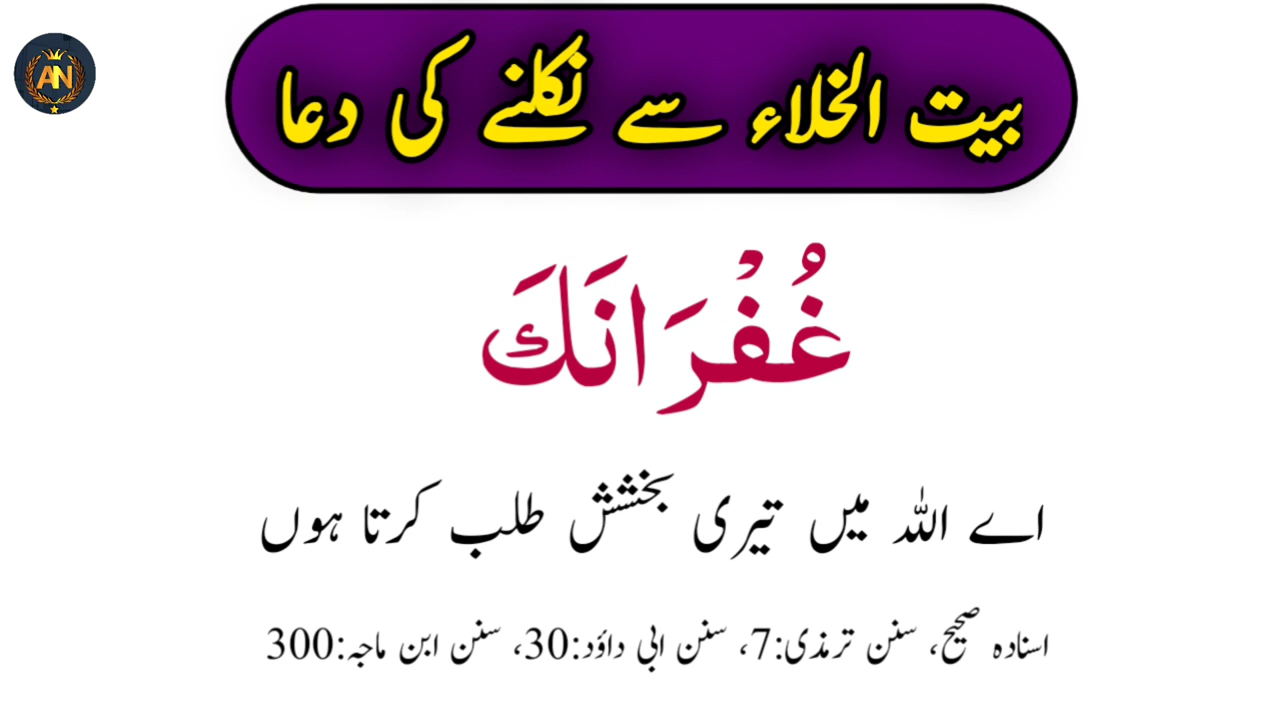 AN
بیت الخلاء سے نکلنے کی دعا
غُفْرَانَكَ
اے اللہ میں تیری بخشش طلب کرتا ہوں
اسنادہ صحیح، سنن ترمذی:7، سنن ابی داؤد:30، سنن ابن ماجہ:300